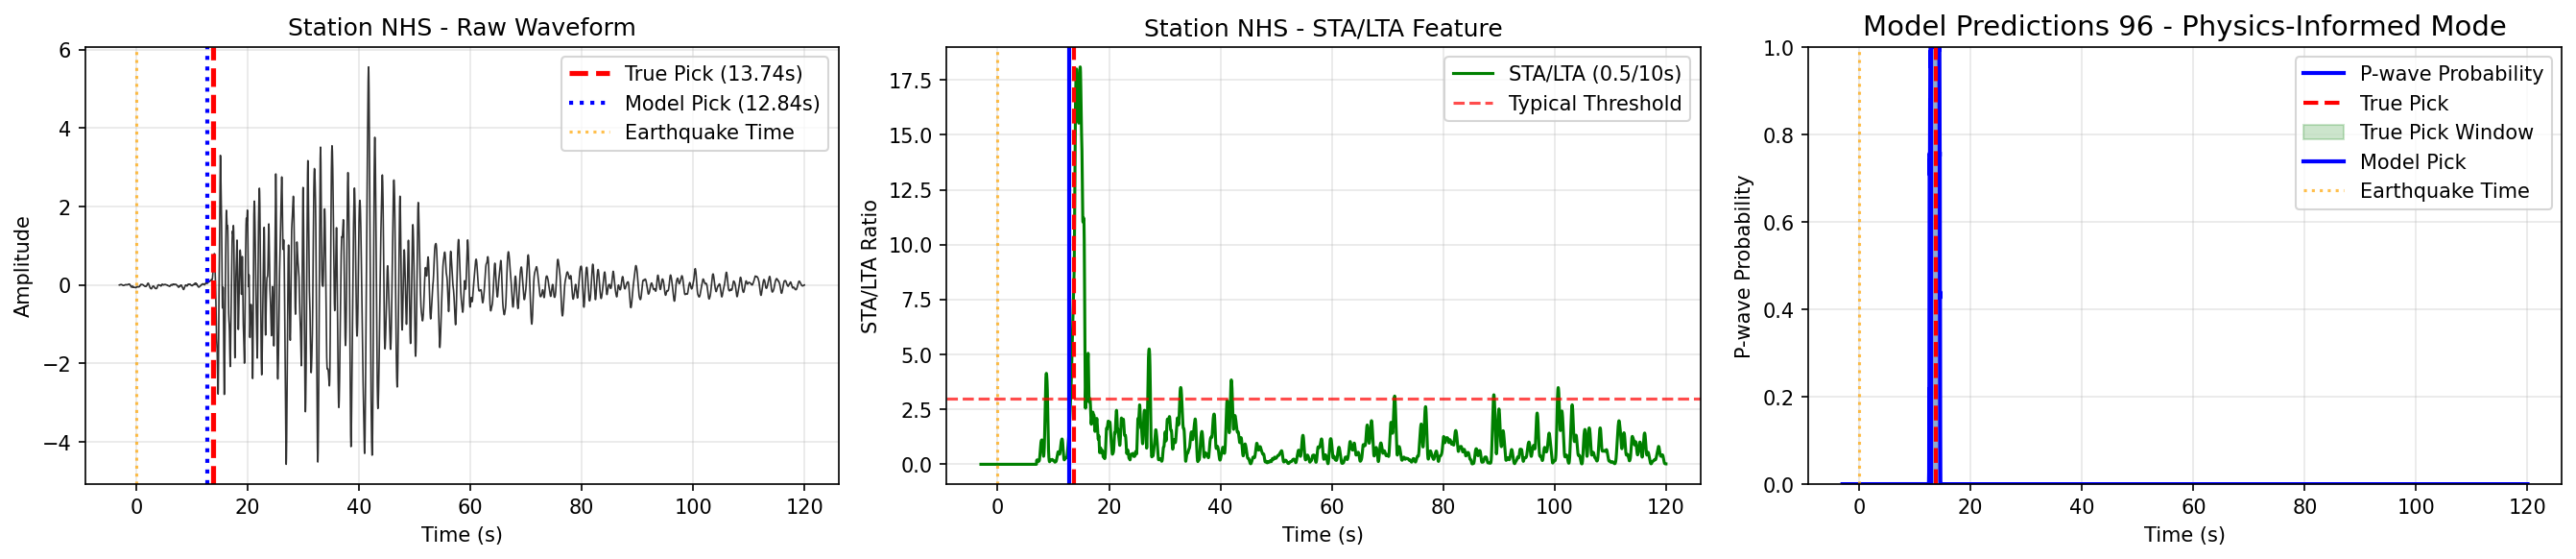 Station NHS - Raw Waveform
Amplitude
6
4
2
0
−2
−4
True Pick (13.74s)
Model Pick (12.84s)
Earthquake Time
0 20 40 60 80 100 120
Time (s)
Station NHS - STA/LTA Feature
STA/LTA Ratio
17.5
15.0
12.5
10.0
7.5
5.0
2.5
0.0
STA/LTA (0.5/10s)
Typical Threshold
0 20 40 60 80 100 120
Time (s)
Model Predictions 96 - Physics-Informed Mode
P-wave Probability
1.0
0.8
0.6
0.4
0.2
0.0
P-wave Probability
True Pick
True Pick Window
Model Pick
Earthquake Time
0 20 40 60 80 100 120
Time (s)